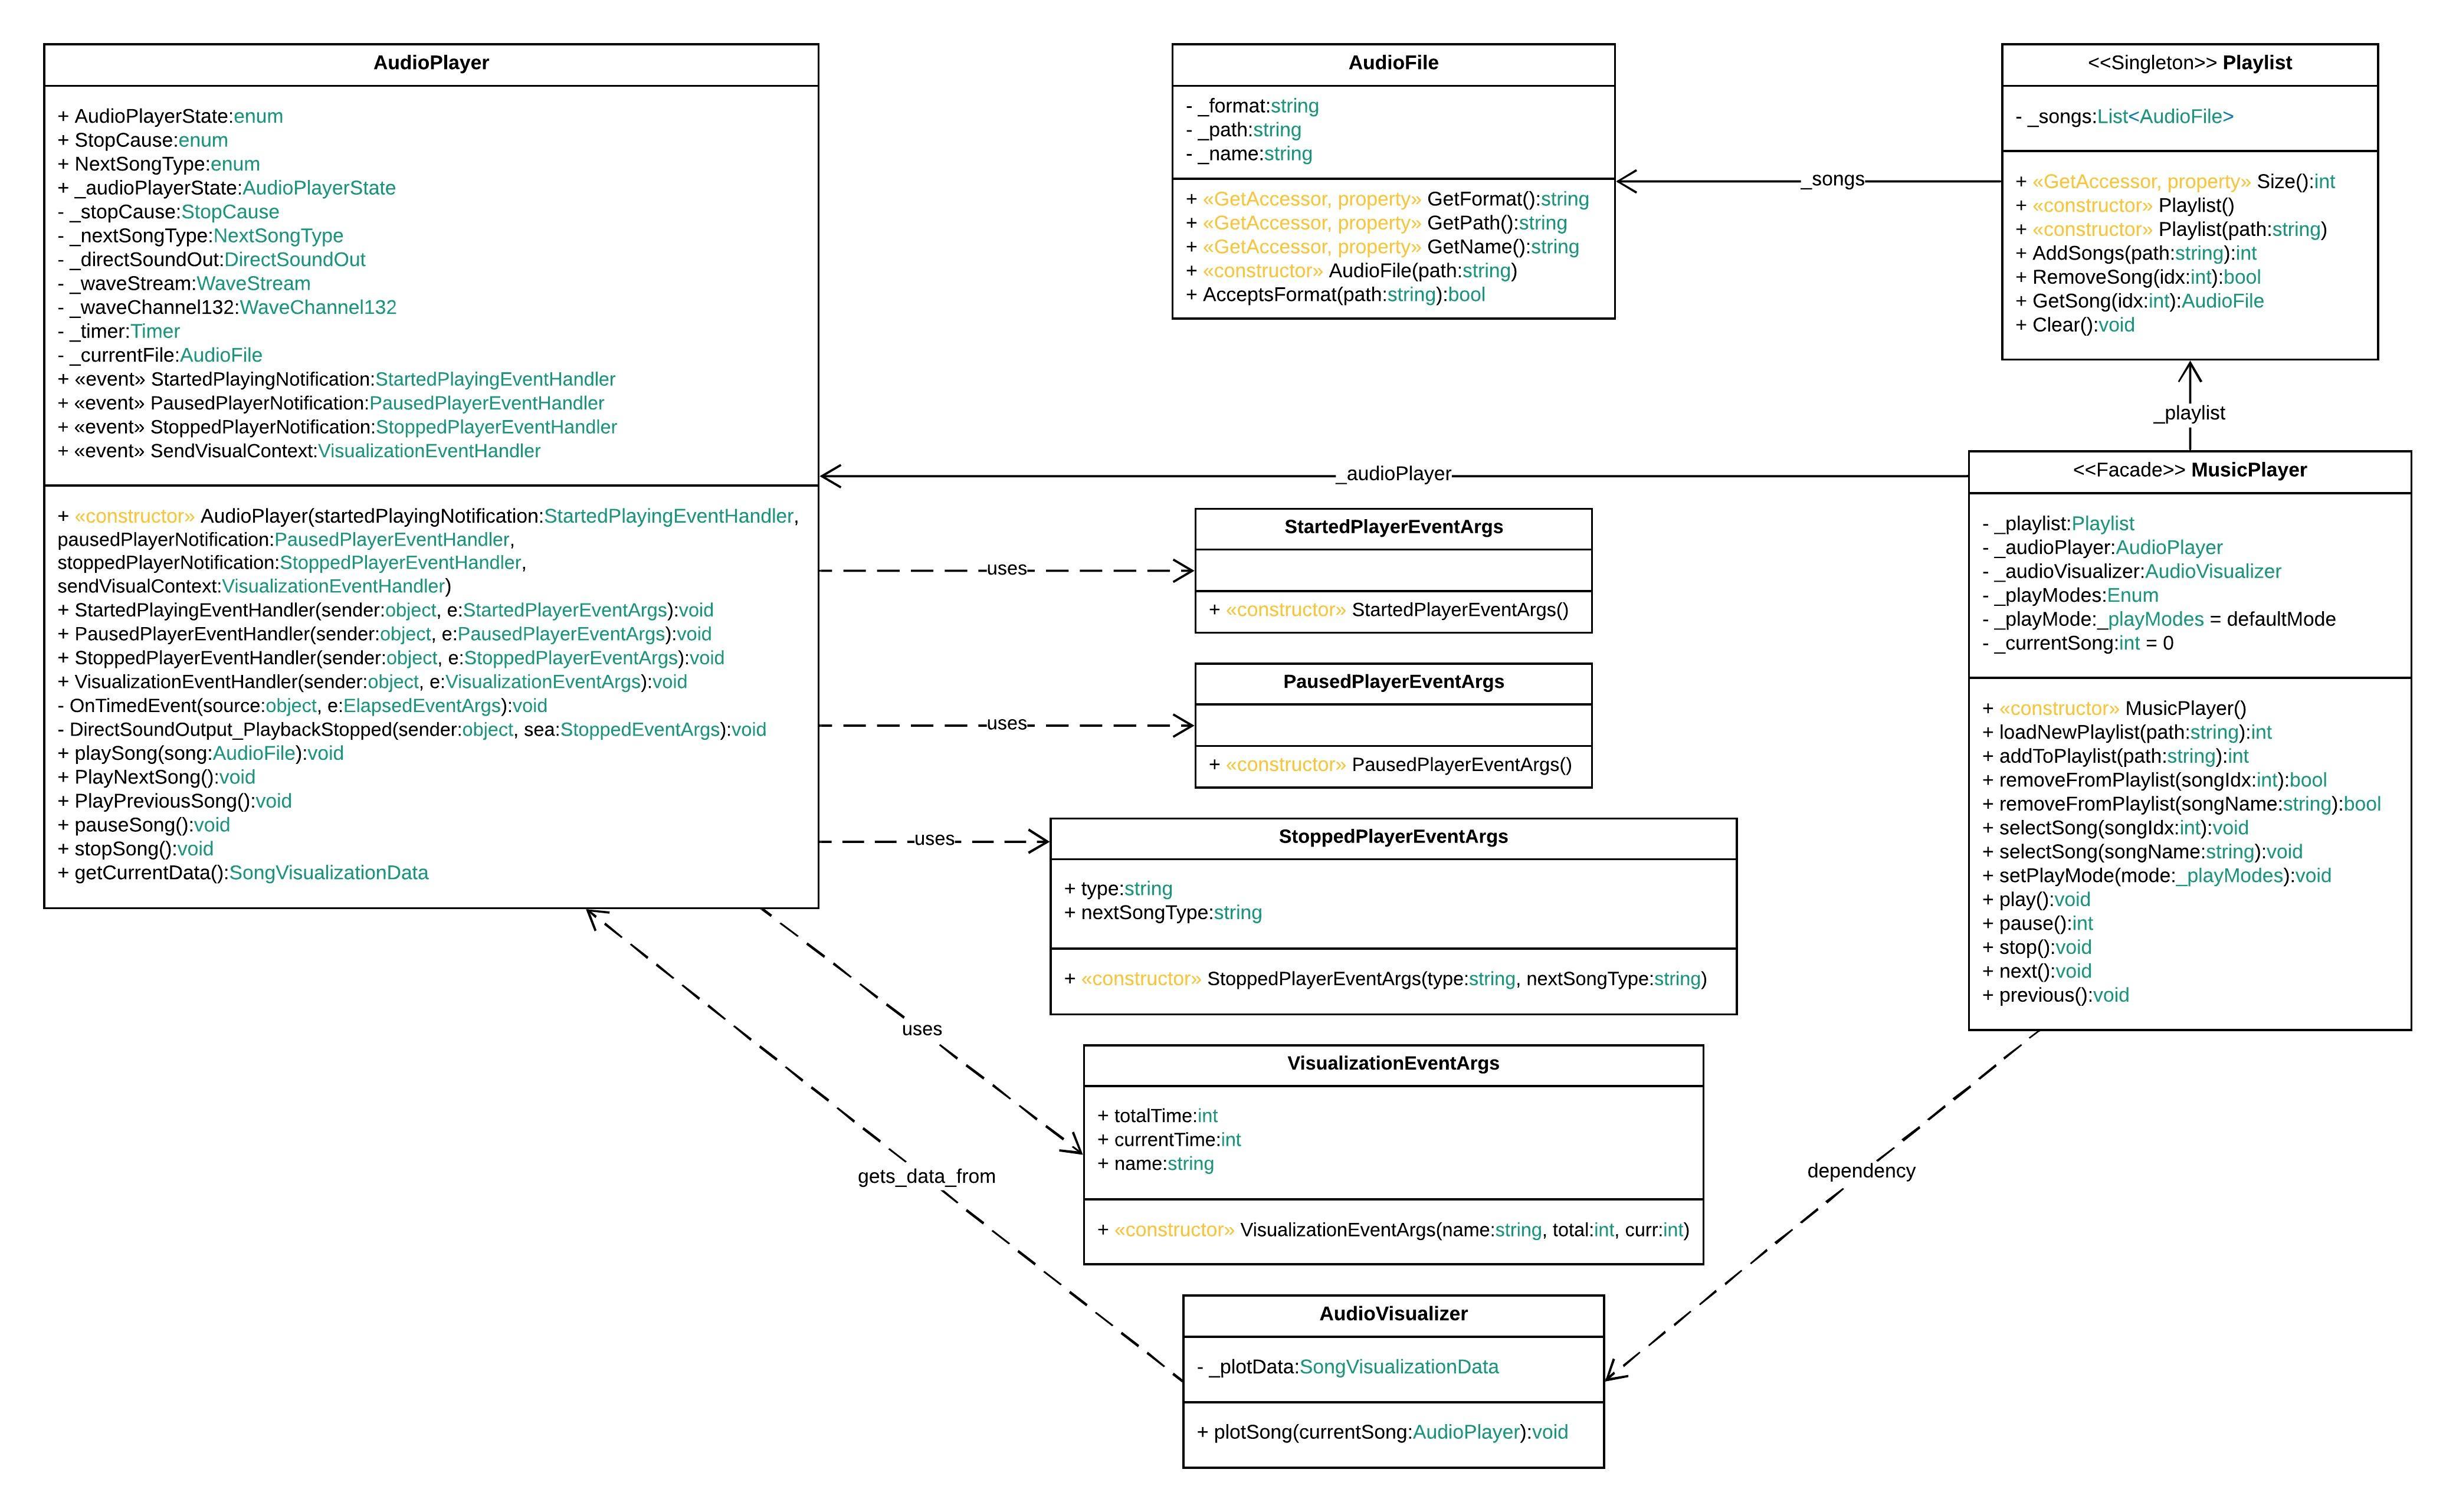 AudioPlayer
+ AudioPlayerState:enum
+ StopCause:enum
+ NextSongType:enum
+ _audioPlayerState:AudioPlayerState
- _stopCause:StopCause
- _nextSongType:NextSongType
- _directSoundOut:DirectSoundOut
- _waveStream:WaveStream
- _waveChannel132:WaveChannel132
- _timer:Timer
- _currentFile:AudioFile
+ «event» StartedPlayingNotification:StartedPlayingEventHandler
+ «event» PausedPlayerNotification:PausedPlayerEventHandler
+ «event» StoppedPlayerNotification:StoppedPlayerEventHandler
+ «event» SendVisualContext:VisualizationEventHandler
+ «constructor» AudioPlayer(startedPlayingNotification:StartedPlayingEventHandler,
pausedPlayerNotification:PausedPlayerEventHandler,
stoppedPlayerNotification:StoppedPlayerEventHandler,
sendVisualContext:VisualizationEventHandler)
+ StartedPlayingEventHandler(sender:object, e:StartedPlayerEventArgs):void
+ PausedPlayerEventHandler(sender:object, e:PausedPlayerEventArgs):void
+ StoppedPlayerEventHandler(sender:object, e:StoppedPlayerEventArgs):void
+ VisualizationEventHandler(sender:object, e:VisualizationEventArgs):void
- OnTimedEvent(source:object, e:ElapsedEventArgs):void
- DirectSoundOutput_PlaybackStopped(sender:object, sea:StoppedEventArgs):void
+ playSong(song:AudioFile):void
+ PlayNextSong():void
+ PlayPreviousSong():void
+ pauseSong():void
+ stopSong():void
+ getCurrentData():SongVisualizationData
AudioFile
- _format:string
- _path:string
- _name:string
+ «GetAccessor, property» GetFormat():string
+ «GetAccessor, property» GetPath():string
+ «GetAccessor, property» GetName():string
+ «constructor» AudioFile(path:string)
+ AcceptsFormat(path:string):bool
_songs
<<Singleton>> Playlist
- _songs:List<AudioFile>
+ «GetAccessor, property» Size():int
+ «constructor» Playlist()
+ «constructor» Playlist(path:string)
+ AddSongs(path:string):int
+ RemoveSong(idx:int):bool
+ GetSong(idx:int):AudioFile
+ Clear():void
_playlist
_audioPlayer
<<Facade>> MusicPlayer
- _playlist:Playlist
- _audioPlayer:AudioPlayer
- _audioVisualizer:AudioVisualizer
- _playModes:Enum
- _playMode:_playModes = defaultMode
- _currentSong:int = 0
+ «constructor» MusicPlayer()
+ loadNewPlaylist(path:string):int
+ addToPlaylist(path:string):int
+ removeFromPlaylist(songIdx:int):bool
+ removeFromPlaylist(songName:string):bool
+ selectSong(songIdx:int):void
+ selectSong(songName:string):void
+ setPlayMode(mode:_playModes):void
+ play():void
+ pause():int
+ stop():void
+ next():void
+ previous():void
uses
StartedPlayerEventArgs
+ «constructor» StartedPlayerEventArgs()
uses
PausedPlayerEventArgs
+ «constructor» PausedPlayerEventArgs()
uses
StoppedPlayerEventArgs
+ type:string
+ nextSongType:string
+ «constructor» StoppedPlayerEventArgs(type:string, nextSongType:string)
uses
VisualizationEventArgs
+ totalTime:int
+ currentTime:int
+ name:string
+ «constructor» VisualizationEventArgs(name:string, total:int, curr:int)
gets_data_from
dependency
AudioVisualizer
- _plotData:SongVisualizationData
+ plotSong(currentSong:AudioPlayer):void